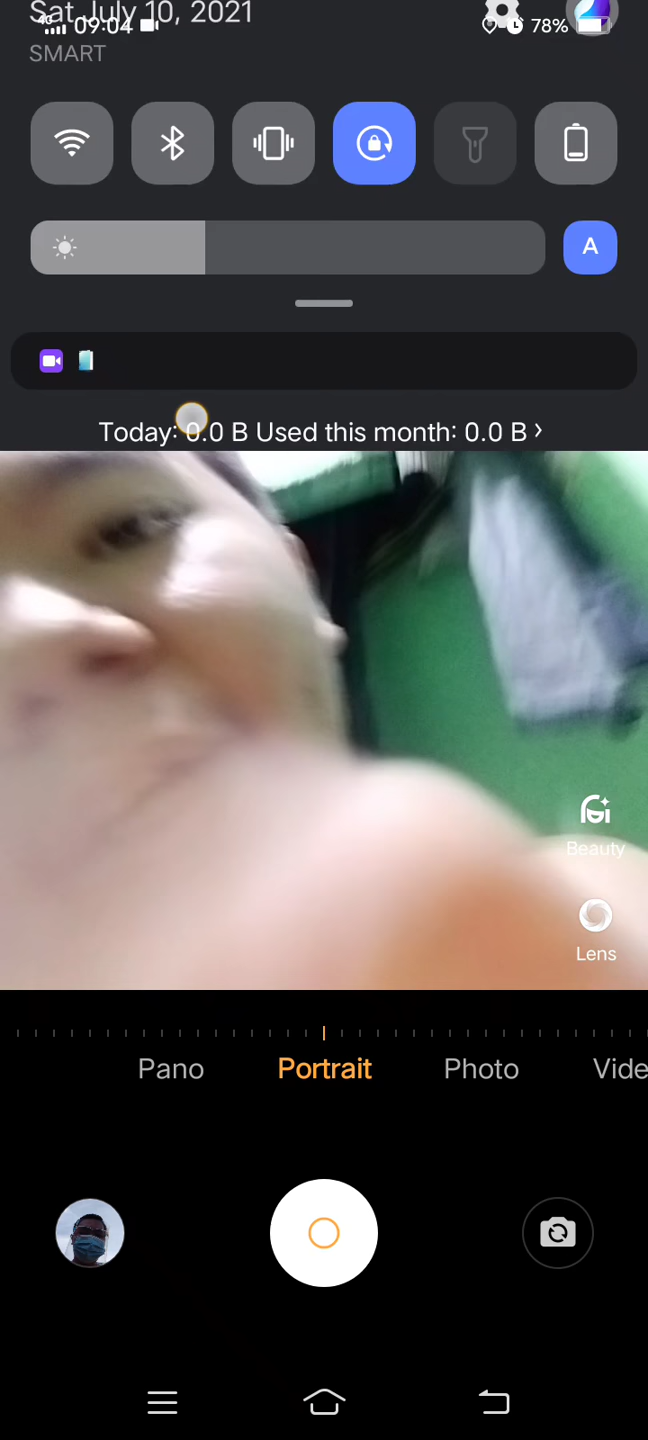 Sat July 10, 2021
4G 09:04 78%
SMART
A
Today: 0.0 B Used this month: 0.0 B ›
Beauty
Lens
Pano Portrait Photo Vide